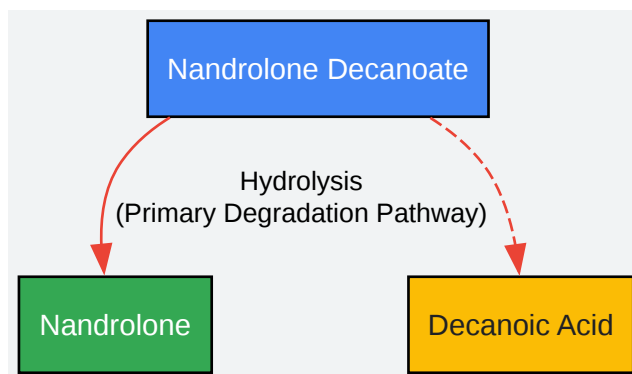 Nandrolone Decanoate
Hydrolysis
(Primary Degradation Pathway)
Nandrolone
Decanoic Acid